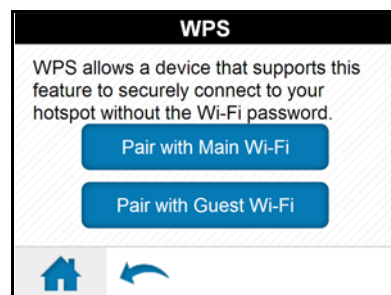 WPS
WPS allows a device that supports this
feature to securely connect to your
hotspot without the Wi-Fi password.
Pair with Main Wi-Fi
Pair with Guest Wi-Fi